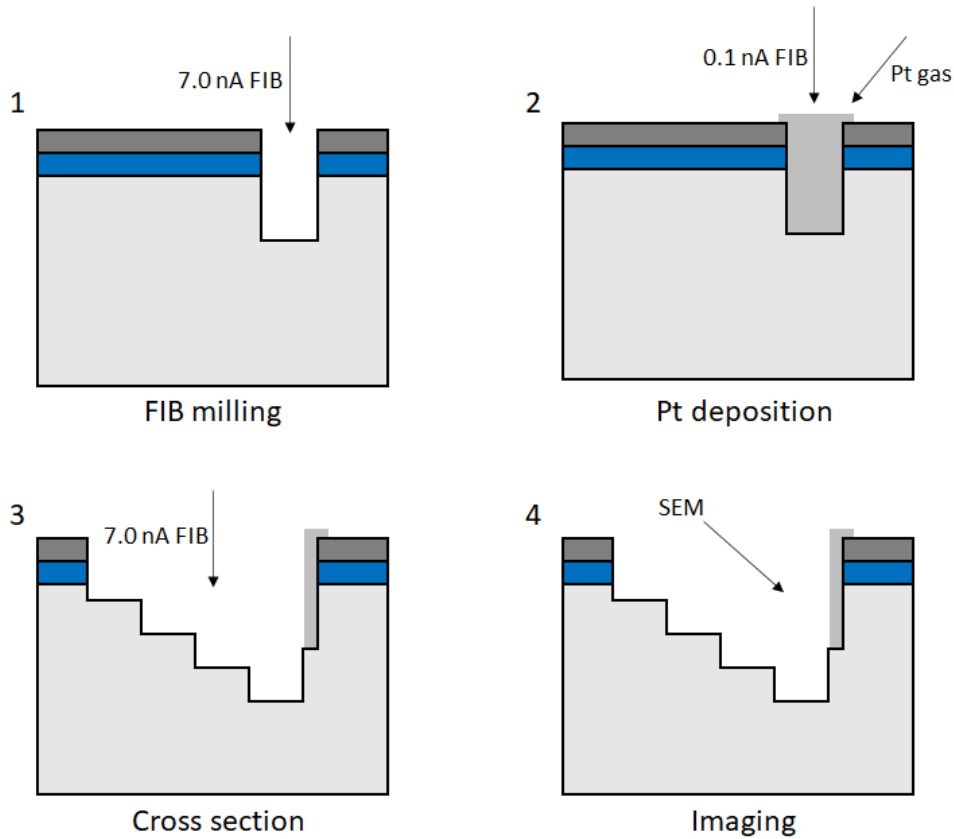 1
7.0 nA FIB
FIB milling
2
0.1 nA FIB
Pt gas
Pt deposition
3
7.0 nA FIB
Cross section
4
SEM
Imaging